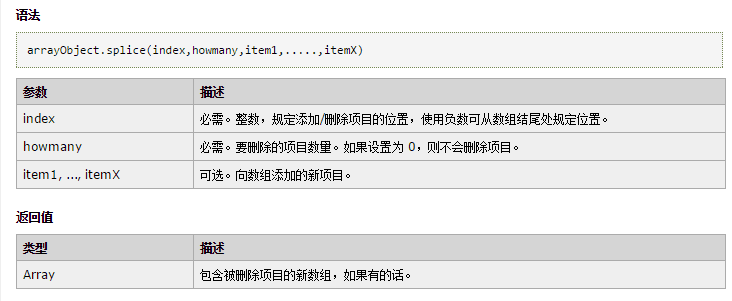 语法
arrayObject.splice(index,howmany,item1,.....,itemX)
参数 描述
index 必需。整数，规定添加/删除项目的位置，使用负数可从数组结尾处规定位置。
howmany 必需。要删除的项目数量。如果设置为 0，则不会删除项目。
item1, ..., itemX 可选。向数组添加的新项目。
返回值
类型 描述
Array 包含被删除项目的新数组，如果有的话。